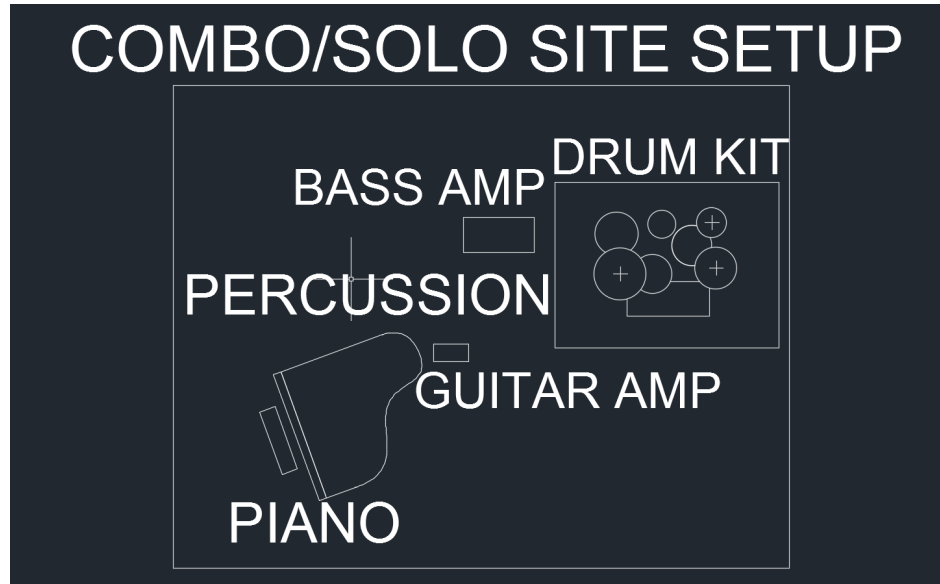 COMBO/SOLO SITE SETUP
DRUM KIT
BASS AMP
PERCUSSION
GUITAR AMP
PIANO